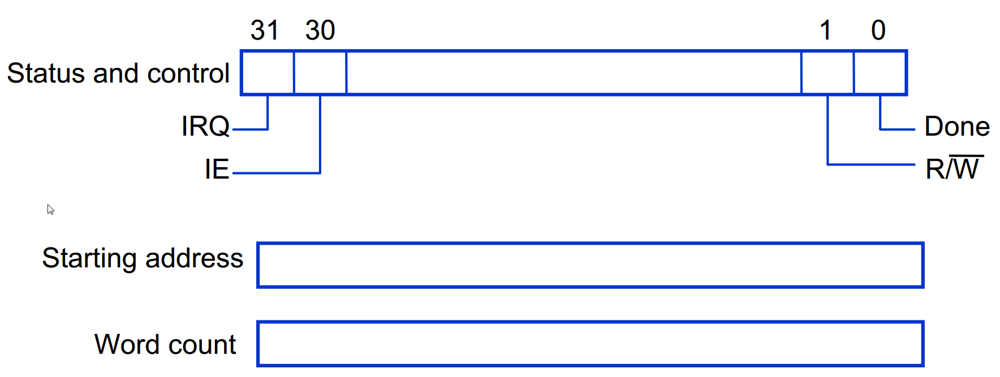 31 30 1 0
Status and control
IRQ Done
IE R/W̅
Starting address
Word count